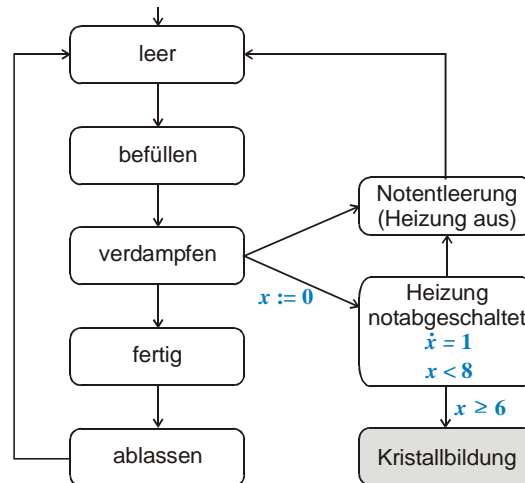 leer
befüllen
Notentleerung
(Heizung aus)
verdampfen
x := 0
Heizung
notabgeschaltet
ẋ = 1
x < 8
fertig
x ≥ 6
ablassen
Kristallbildung